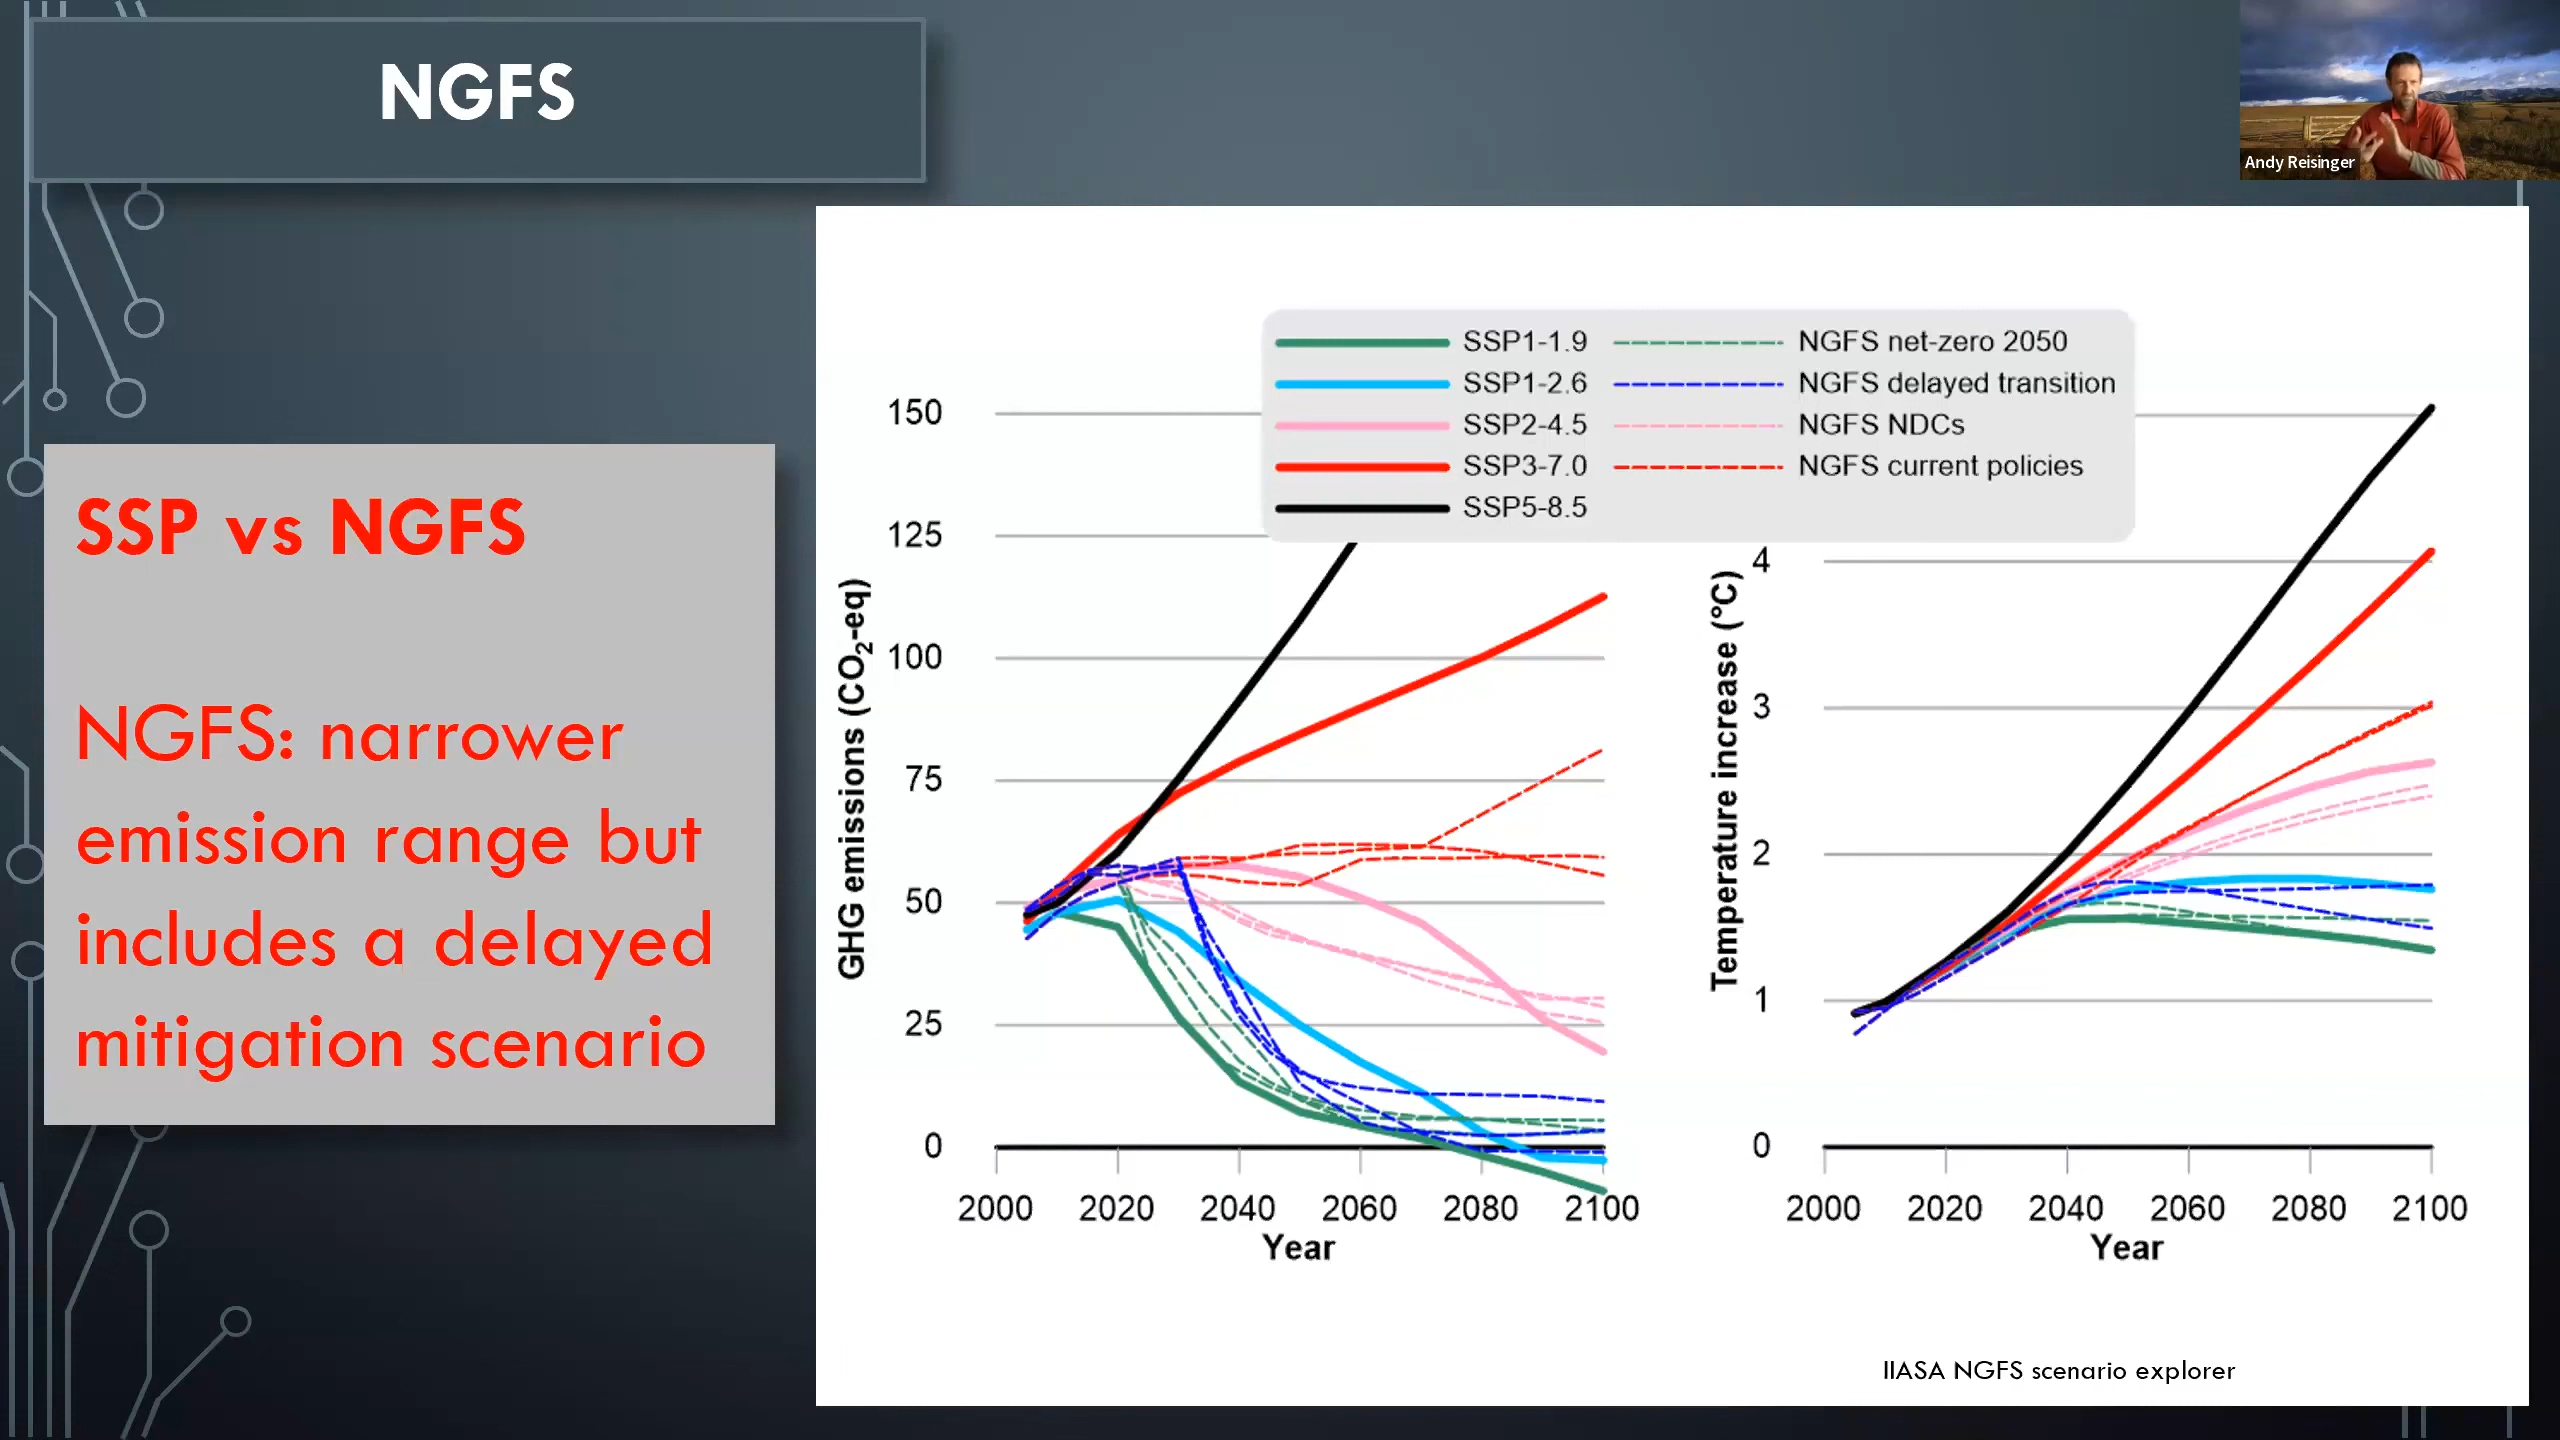 NGFS
Andy Reisinger
SSP vs NGFS
NGFS: narrower
emission range but
includes a delayed
mitigation scenario
SSP1-1.9
NGFS net-zero 2050
SSP1-2.6
NGFS delayed transition
SSP2-4.5
NGFS NDCs
SSP3-7.0
NGFS current policies
SSP5-8.5
GHG emissions (CO₂-eq)
150
125
100
75
50
25
0
2000 2020 2040 2060 2080 2100
Year
Temperature increase (°C)
4
3
2
1
0
2000 2020 2040 2060 2080 2100
Year
IIASA NGFS scenario explorer